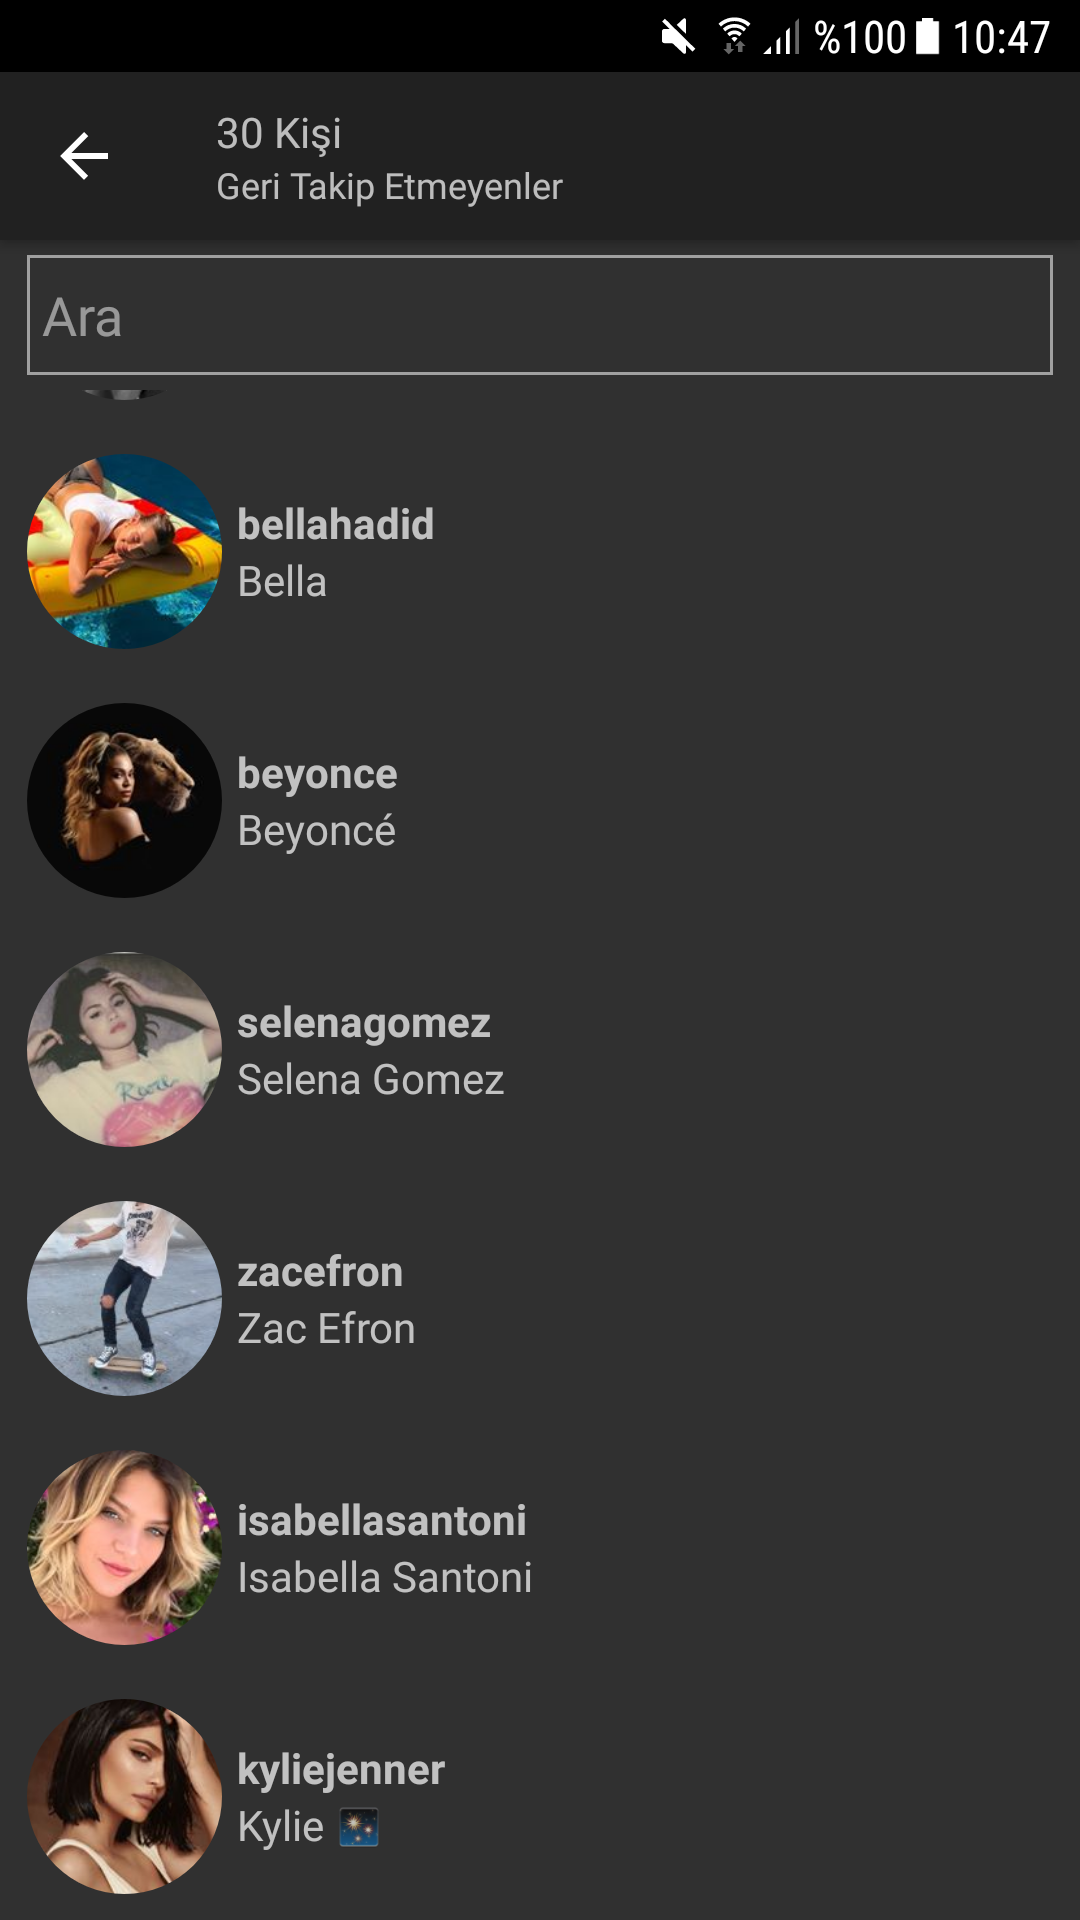 %100 10:47
30 Kişi
Geri Takip Etmeyenler
Ara
bellahadid
Bella
beyonce
Beyoncé
selenagomez
Selena Gomez
Rare
zacefron
Zac Efron
isabellasantoni
Isabella Santoni
kyliejenner
Kylie 🎇